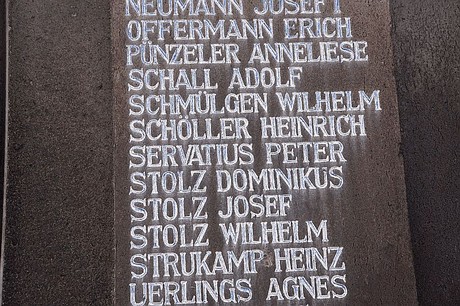 NEUMANN JOSEF I
OFFERMANN ERICH
PÜNZELER ANNELIESE
SCHALL ADOLF
SCHMÜLGEN WILHELM
SCHÖLLER HEINRICH
SERVATIUS PETER
STOLZ DOMINIKUS
STOLZ JOSEF
STOLZ WILHELM
STRUKAMP HEINZ
UERLINGS AGNES